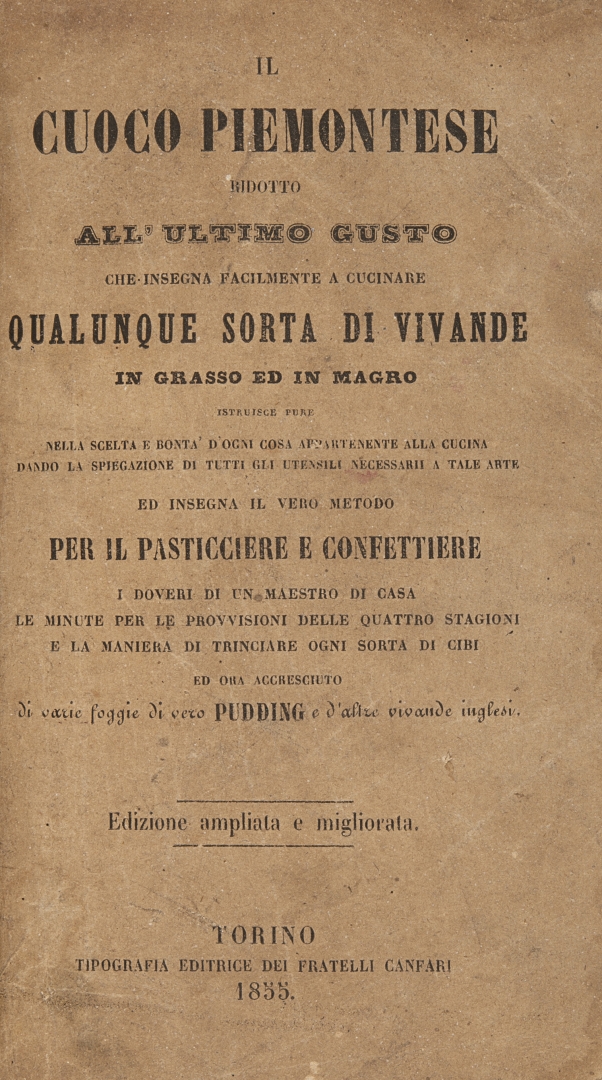 IL
CUOCO PIEMONTESE
RIDOTTO
ALL' ULTIMO GUSTO
CHE INSEGNA FACILMENTE A CUCINARE
QUALUNQUE SORTA DI VIVANDE
IN GRASSO ED IN MAGRO
ISTRUISCE PURE
NELLA SCELTA E BONTA' D'OGNI COSA APPARTENENTE ALLA CUCINA
DANDO LA SPIEGAZIONE DI TUTTI GLI UTENSILI NECESSARII A TALE ARTE
ED INSEGNA IL VERO METODO
PER IL PASTICCIERE E CONFETTIERE
I DOVERI DI UN MAESTRO DI CASA
LE MINUTE PER LE PROVVISIONI DELLE QUATTRO STAGIONI
E LA MANIERA DI TRINCIARE OGNI SORTA DI CIBI
ED ORA ACCRESCIUTO
di varie foggie di vero PUDDING e d'altre vivande inglesi.
Edizione ampliata e migliorata.
TORINO
TIPOGRAFIA EDITRICE DEI FRATELLI CANFARI
1855.